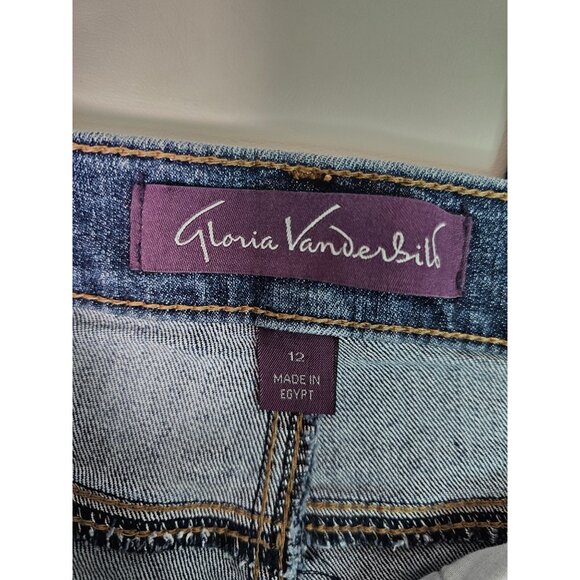 Gloria Vanderbilt
12
MADE IN
EGYPT